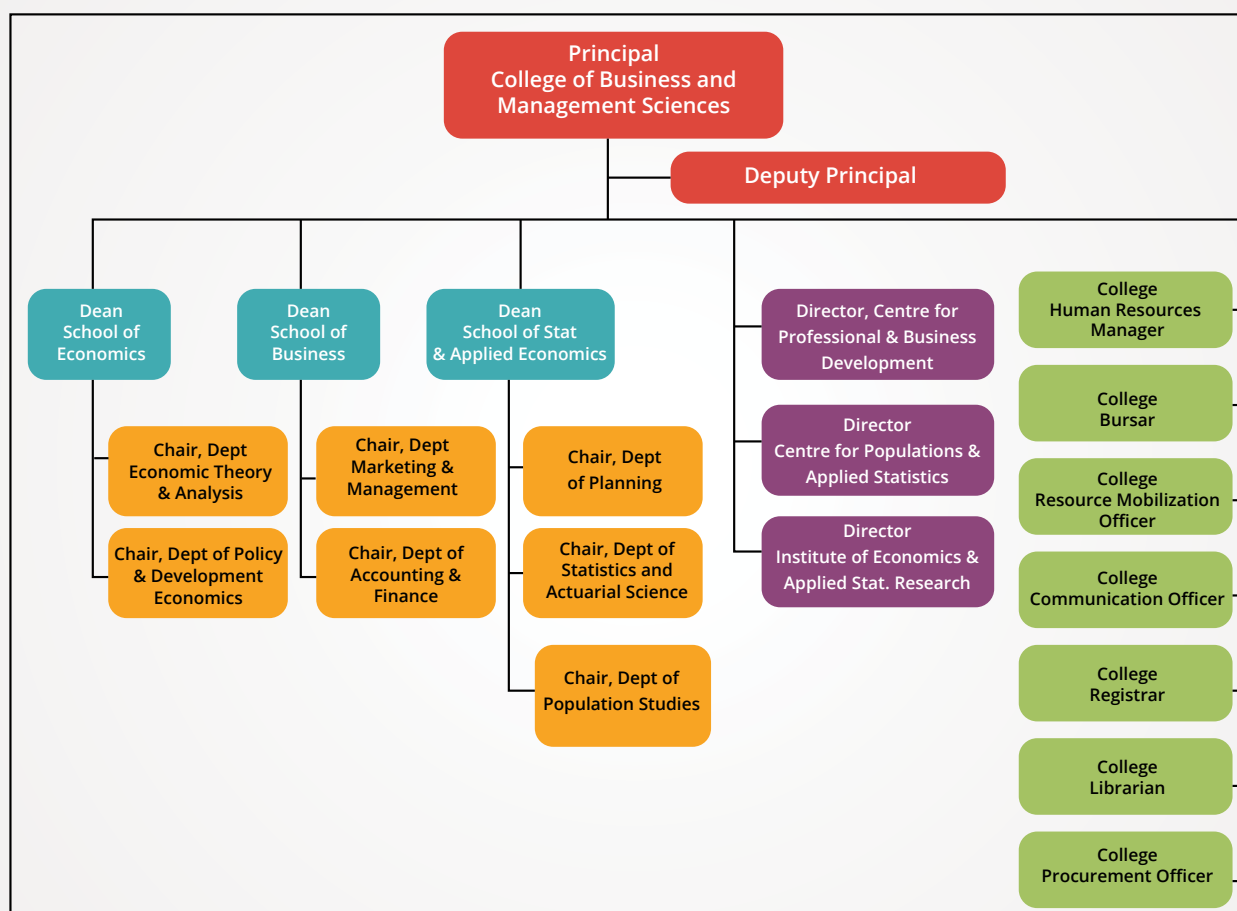 Principal
College of Business and
Management Sciences
Deputy Principal
Dean
School of
Economics
Dean
School of
Business
Dean
School of Stat
& Applied Economics
Chair, Dept
Economic Theory
& Analysis
Chair, Dept of Policy
& Development
Economics
Chair, Dept
Marketing &
Management
Chair, Dept of
Accounting &
Finance
Chair, Dept
of Planning
Chair, Dept of
Statistics and
Actuarial Science
Chair, Dept of
Population Studies
Director, Centre for
Professional & Business
Development
Director
Centre for Populations &
Applied Statistics
Director
Institute of Economics &
Applied Stat. Research
College
Human Resources
Manager
College
Bursar
College
Resource Mobilization
Officer
College
Communication Officer
College
Registrar
College
Librarian
College
Procurement Officer